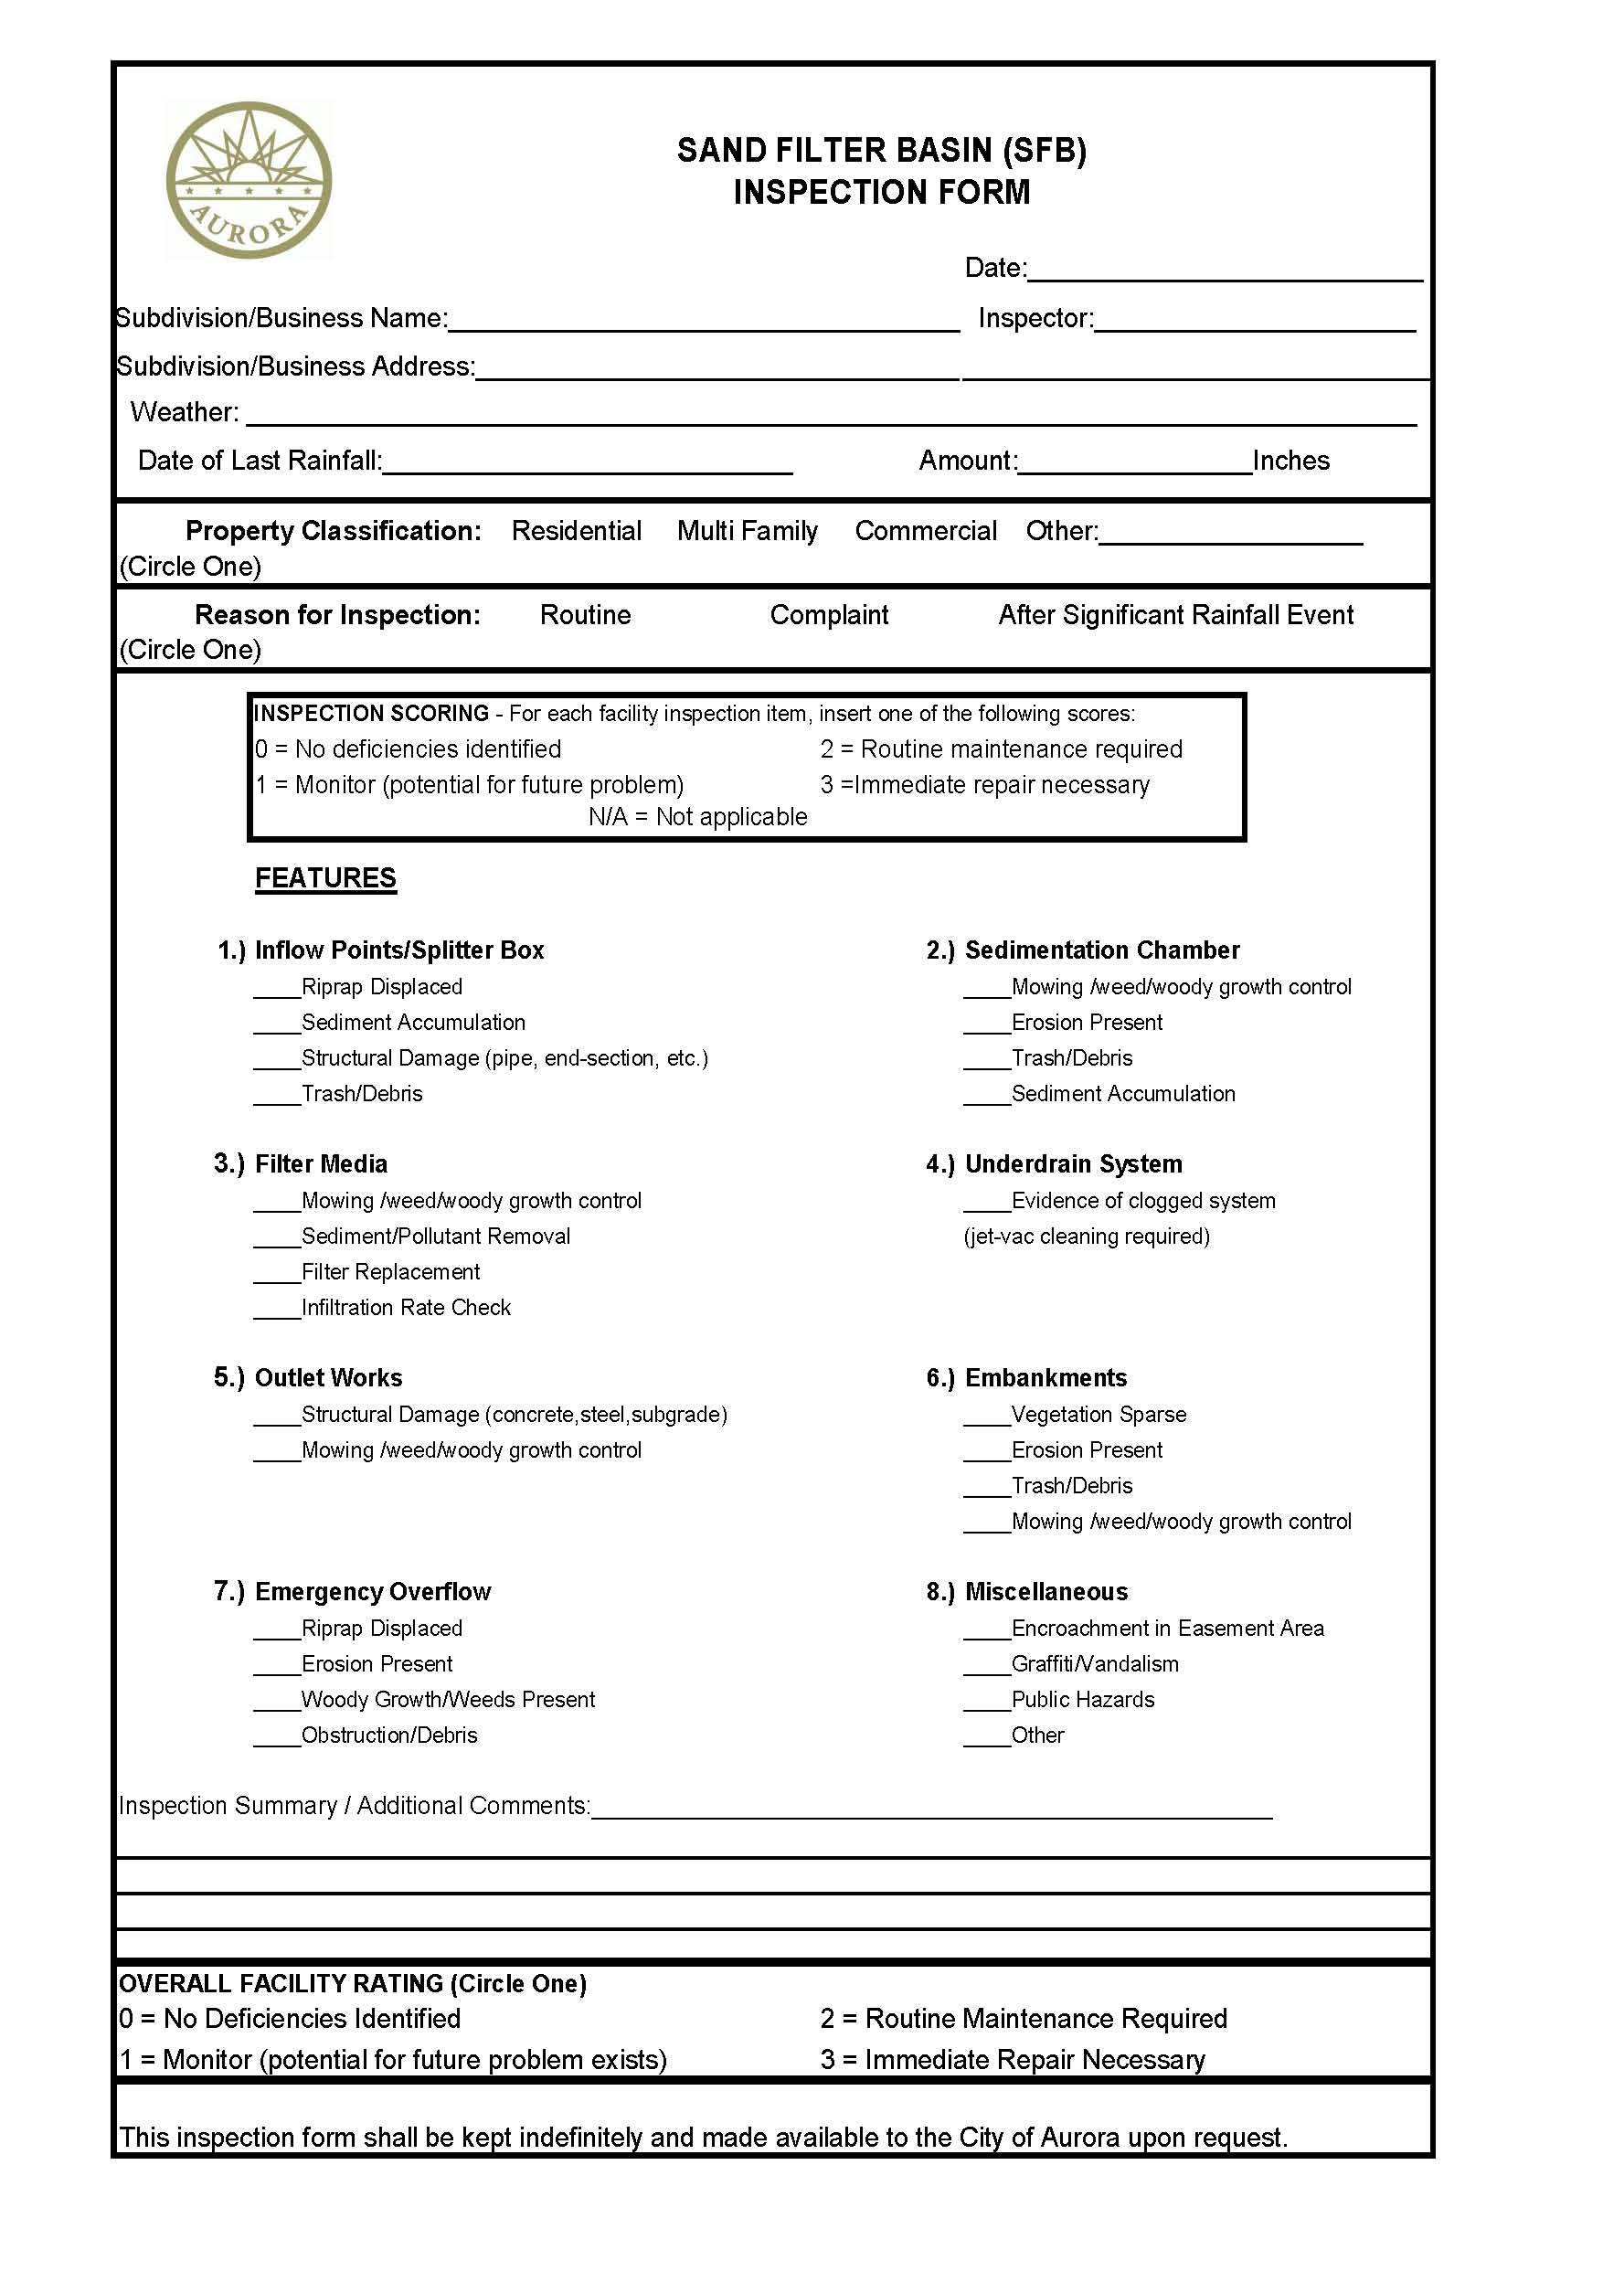 AURORA
SAND FILTER BASIN (SFB)
INSPECTION FORM
Date:
Subdivision/Business Name: Inspector:
Subdivision/Business Address:
Weather:
Date of Last Rainfall: Amount: Inches
Property Classification: Residential Multi Family Commercial Other:
(Circle One)
Reason for Inspection: Routine Complaint After Significant Rainfall Event
(Circle One)
INSPECTION SCORING - For each facility inspection item, insert one of the following scores:
0 = No deficiencies identified 2 = Routine maintenance required
1 = Monitor (potential for future problem) 3 =Immediate repair necessary
N/A = Not applicable
FEATURES
1.) Inflow Points/Splitter Box
____Riprap Displaced
____Sediment Accumulation
____Structural Damage (pipe, end-section, etc.)
____Trash/Debris
2.) Sedimentation Chamber
____Mowing /weed/woody growth control
____Erosion Present
____Trash/Debris
____Sediment Accumulation
3.) Filter Media
____Mowing /weed/woody growth control
____Sediment/Pollutant Removal
____Filter Replacement
____Infiltration Rate Check
4.) Underdrain System
____Evidence of clogged system
(jet-vac cleaning required)
5.) Outlet Works
____Structural Damage (concrete,steel,subgrade)
____Mowing /weed/woody growth control
6.) Embankments
____Vegetation Sparse
____Erosion Present
____Trash/Debris
____Mowing /weed/woody growth control
7.) Emergency Overflow
____Riprap Displaced
____Erosion Present
____Woody Growth/Weeds Present
____Obstruction/Debris
8.) Miscellaneous
____Encroachment in Easement Area
____Graffiti/Vandalism
____Public Hazards
____Other
Inspection Summary / Additional Comments:
OVERALL FACILITY RATING (Circle One)
0 = No Deficiencies Identified 2 = Routine Maintenance Required
1 = Monitor (potential for future problem exists) 3 = Immediate Repair Necessary
This inspection form shall be kept indefinitely and made available to the City of Aurora upon request.